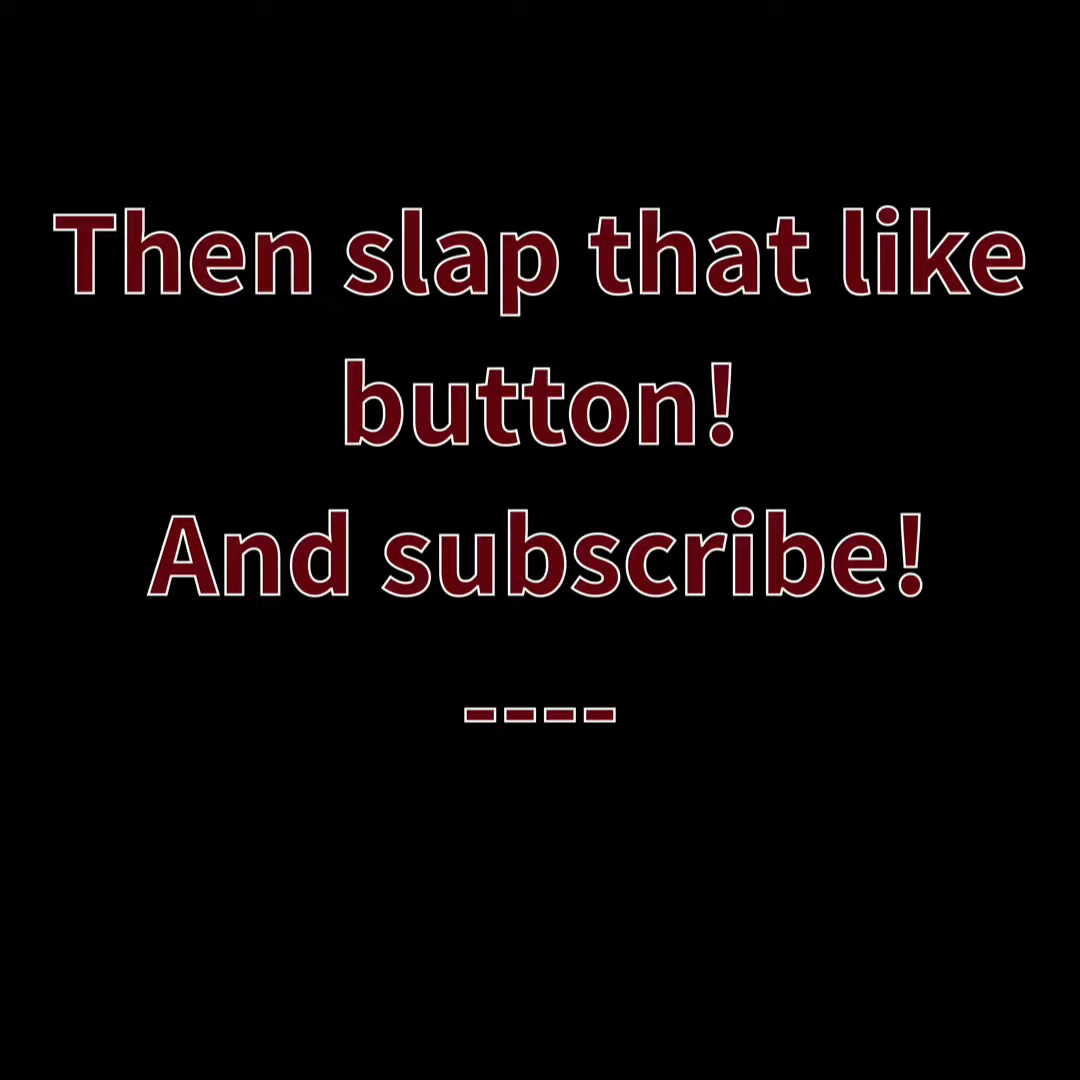 Then slap that like
button!
And subscribe!
----